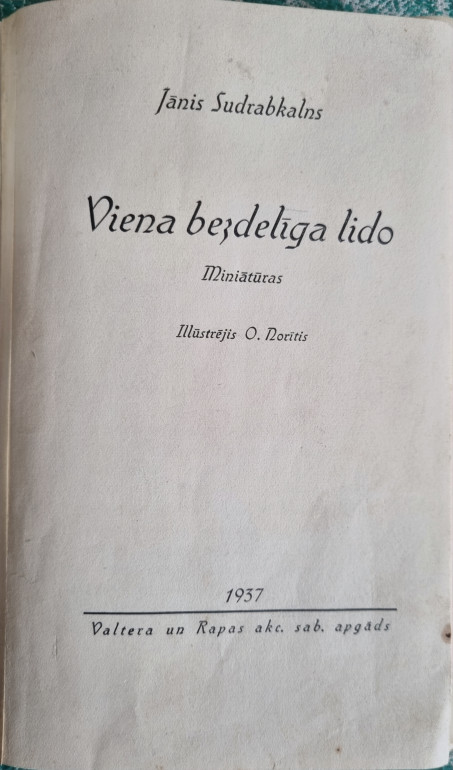 Jānis Sudrabkalns
Viena bezdelīga lido
Miniātūras
Illūstrējis O. Norītis
1937
Valtera un Rapas akc. sab. apgāds